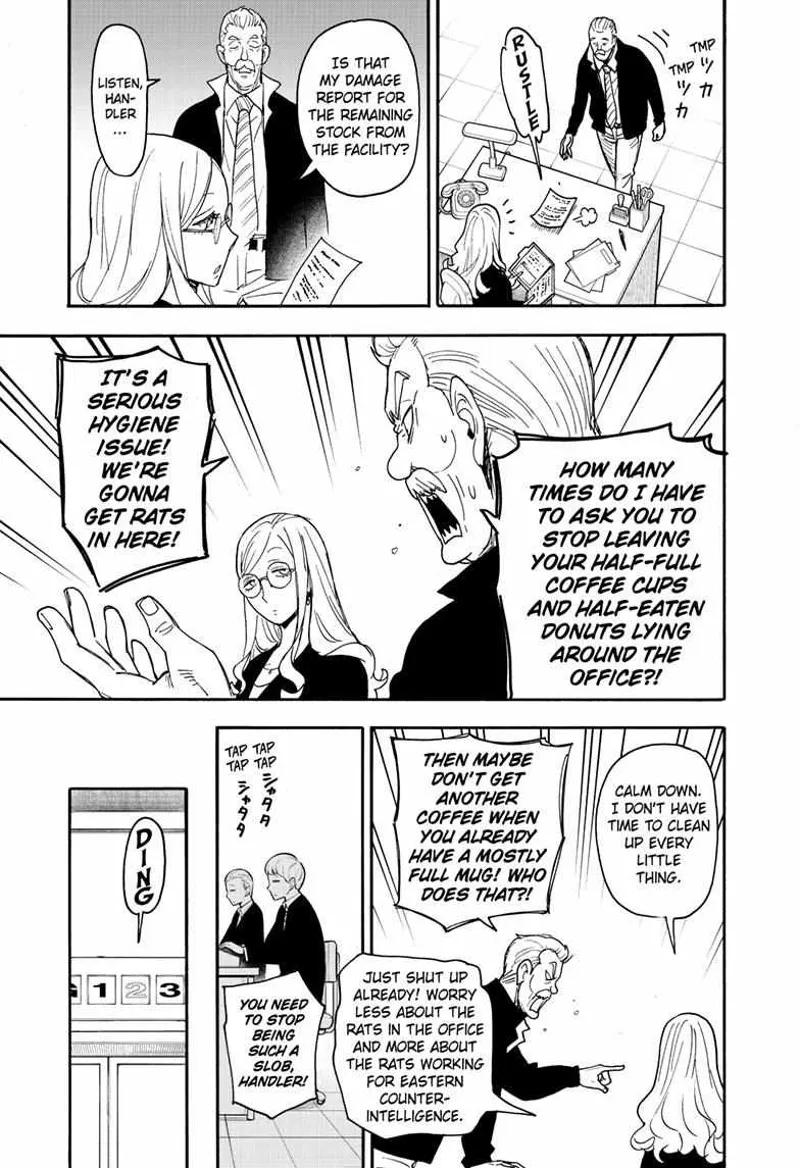 TMP
ツカ
TMP
ツカ
RUSTLE
IS THAT
MY DAMAGE
REPORT FOR
THE REMAINING
STOCK FROM
THE FACILITY?
LISTEN,
HAN-
DLER
...
HOW MANY
TIMES DO I HAVE
TO ASK YOU TO
STOP LEAVING
YOUR HALF-FULL
COFFEE CUPS
AND HALF-EATEN
DONUTS LYING
AROUND THE
OFFICE?!
IT'S A
SERIOUS
HYGIENE
ISSUE!
WE'RE
GONNA
GET RATS
IN HERE!
CALM DOWN.
I DON'T HAVE
TIME TO CLEAN
UP EVERY
LITTLE
THING.
THEN MAYBE
DON'T GET
ANOTHER
COFFEE WHEN
YOU ALREADY
HAVE A MOSTLY
FULL MUG! WHO
DOES THAT?!
JUST SHUT UP
ALREADY! WORRY
LESS ABOUT THE
RATS IN THE OFFICE
AND MORE ABOUT
THE RATS WORKING
FOR EASTERN
COUNTER-
INTELLIGENCE.
TAP TAP
TAP TAP
シャタタ
シャタタ
YOU NEED
TO STOP
BEING
SUCH A
SLOB,
HANDLER!
DING
G 1 2 3